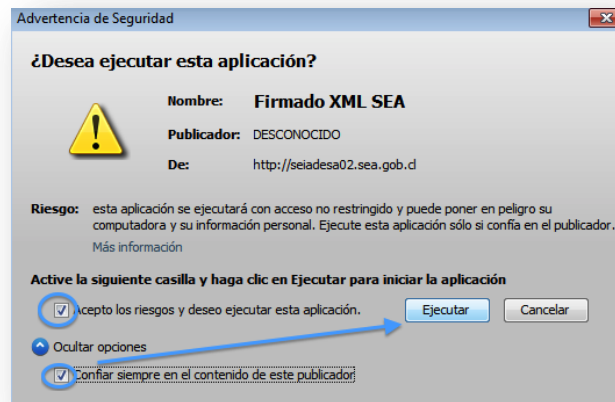 Advertencia de Seguridad
¿Desea ejecutar esta aplicación?
Nombre: Firmado XML SEA
Publicador: DESCONOCIDO
De: http://seiadesa02.sea.gob.cl
Riesgo: esta aplicación se ejecutará con acceso no restringido y puede poner en peligro su
computadora y su información personal. Ejecute esta aplicación sólo si confía en el publicador.
Más información
Active la siguiente casilla y haga clic en Ejecutar para iniciar la aplicación
Acepto los riesgos y deseo ejecutar esta aplicación. Ejecutar Cancelar
Ocultar opciones
Confiar siempre en el contenido de este publicador